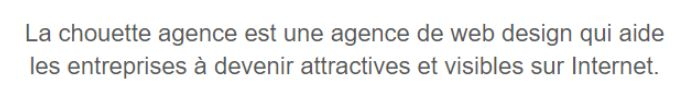 La chouette agence est une agence de web design qui aide
les entreprises à devenir attractives et visibles sur Internet.